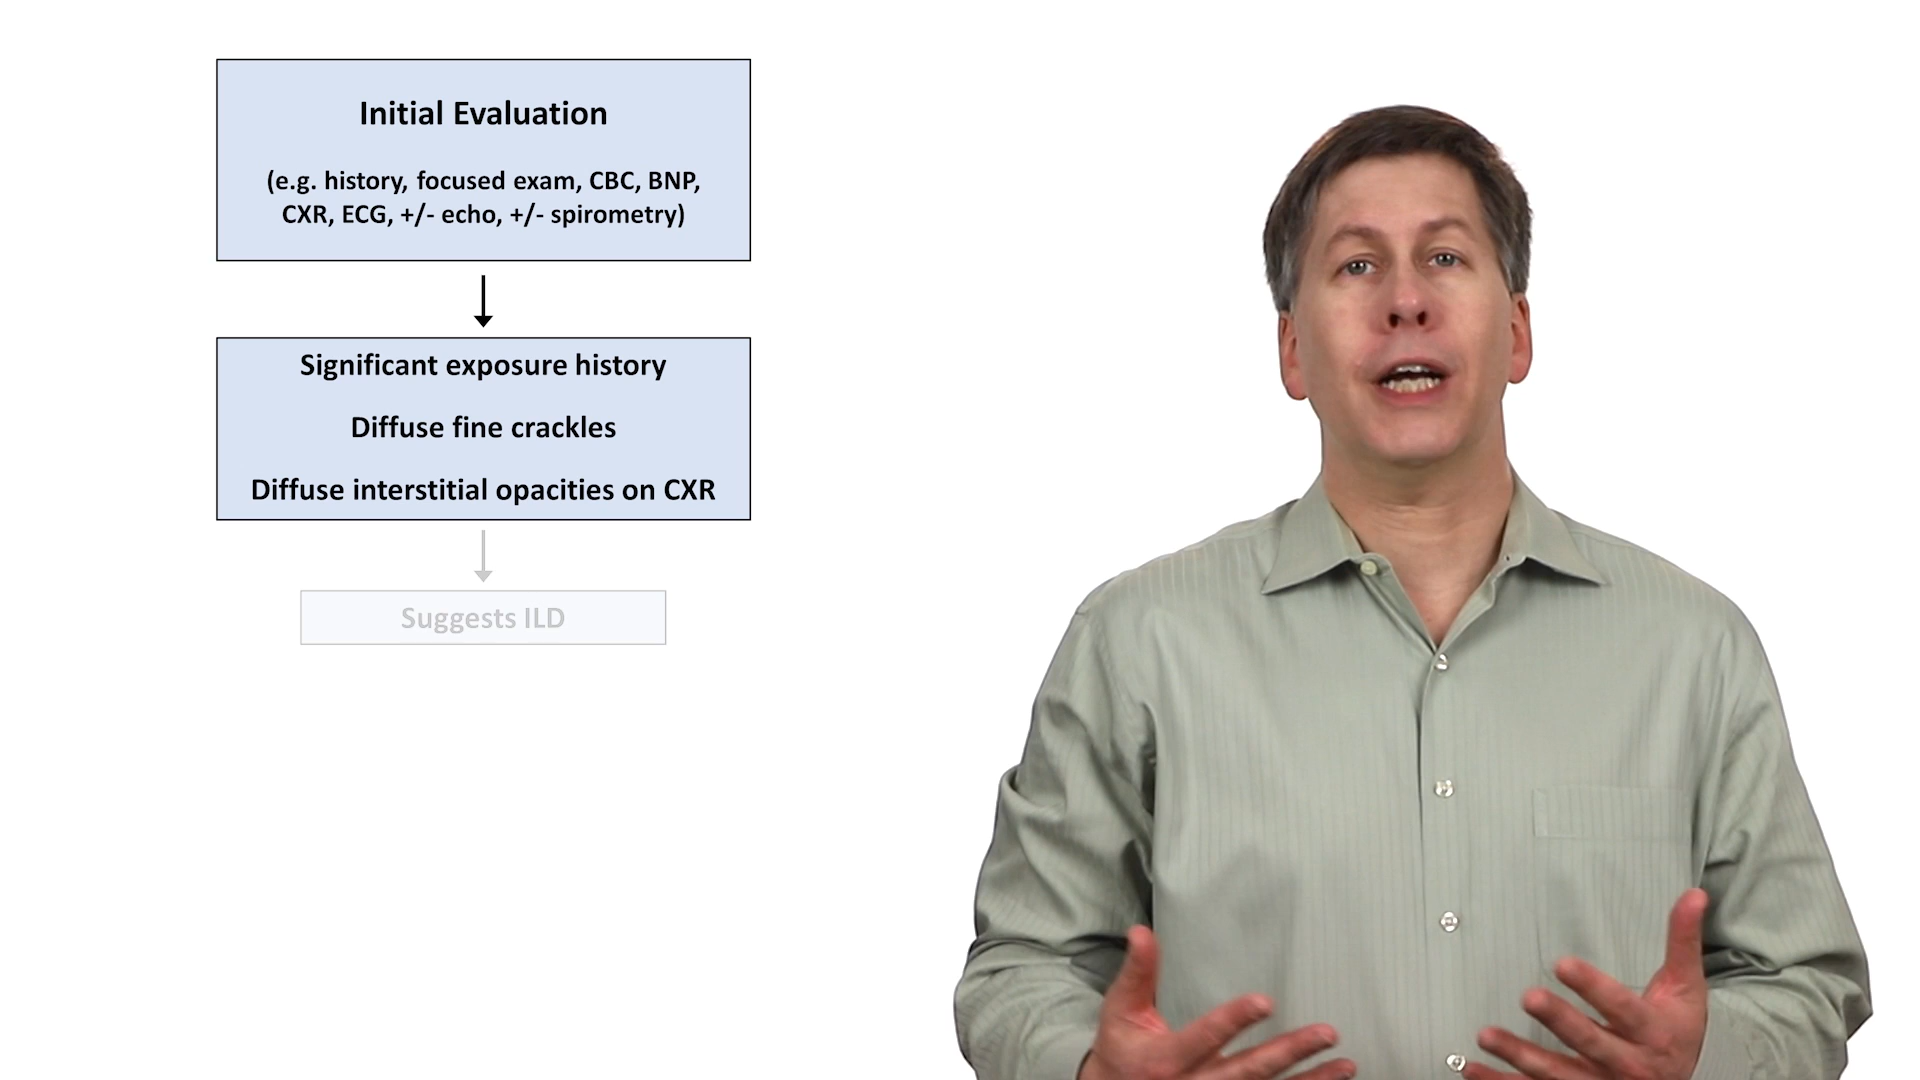 Initial Evaluation
(e.g. history, focused exam, CBC, BNP,
CXR, ECG, +/- echo, +/- spirometry)
Significant exposure history
Diffuse fine crackles
Diffuse interstitial opacities on CXR
Suggests ILD